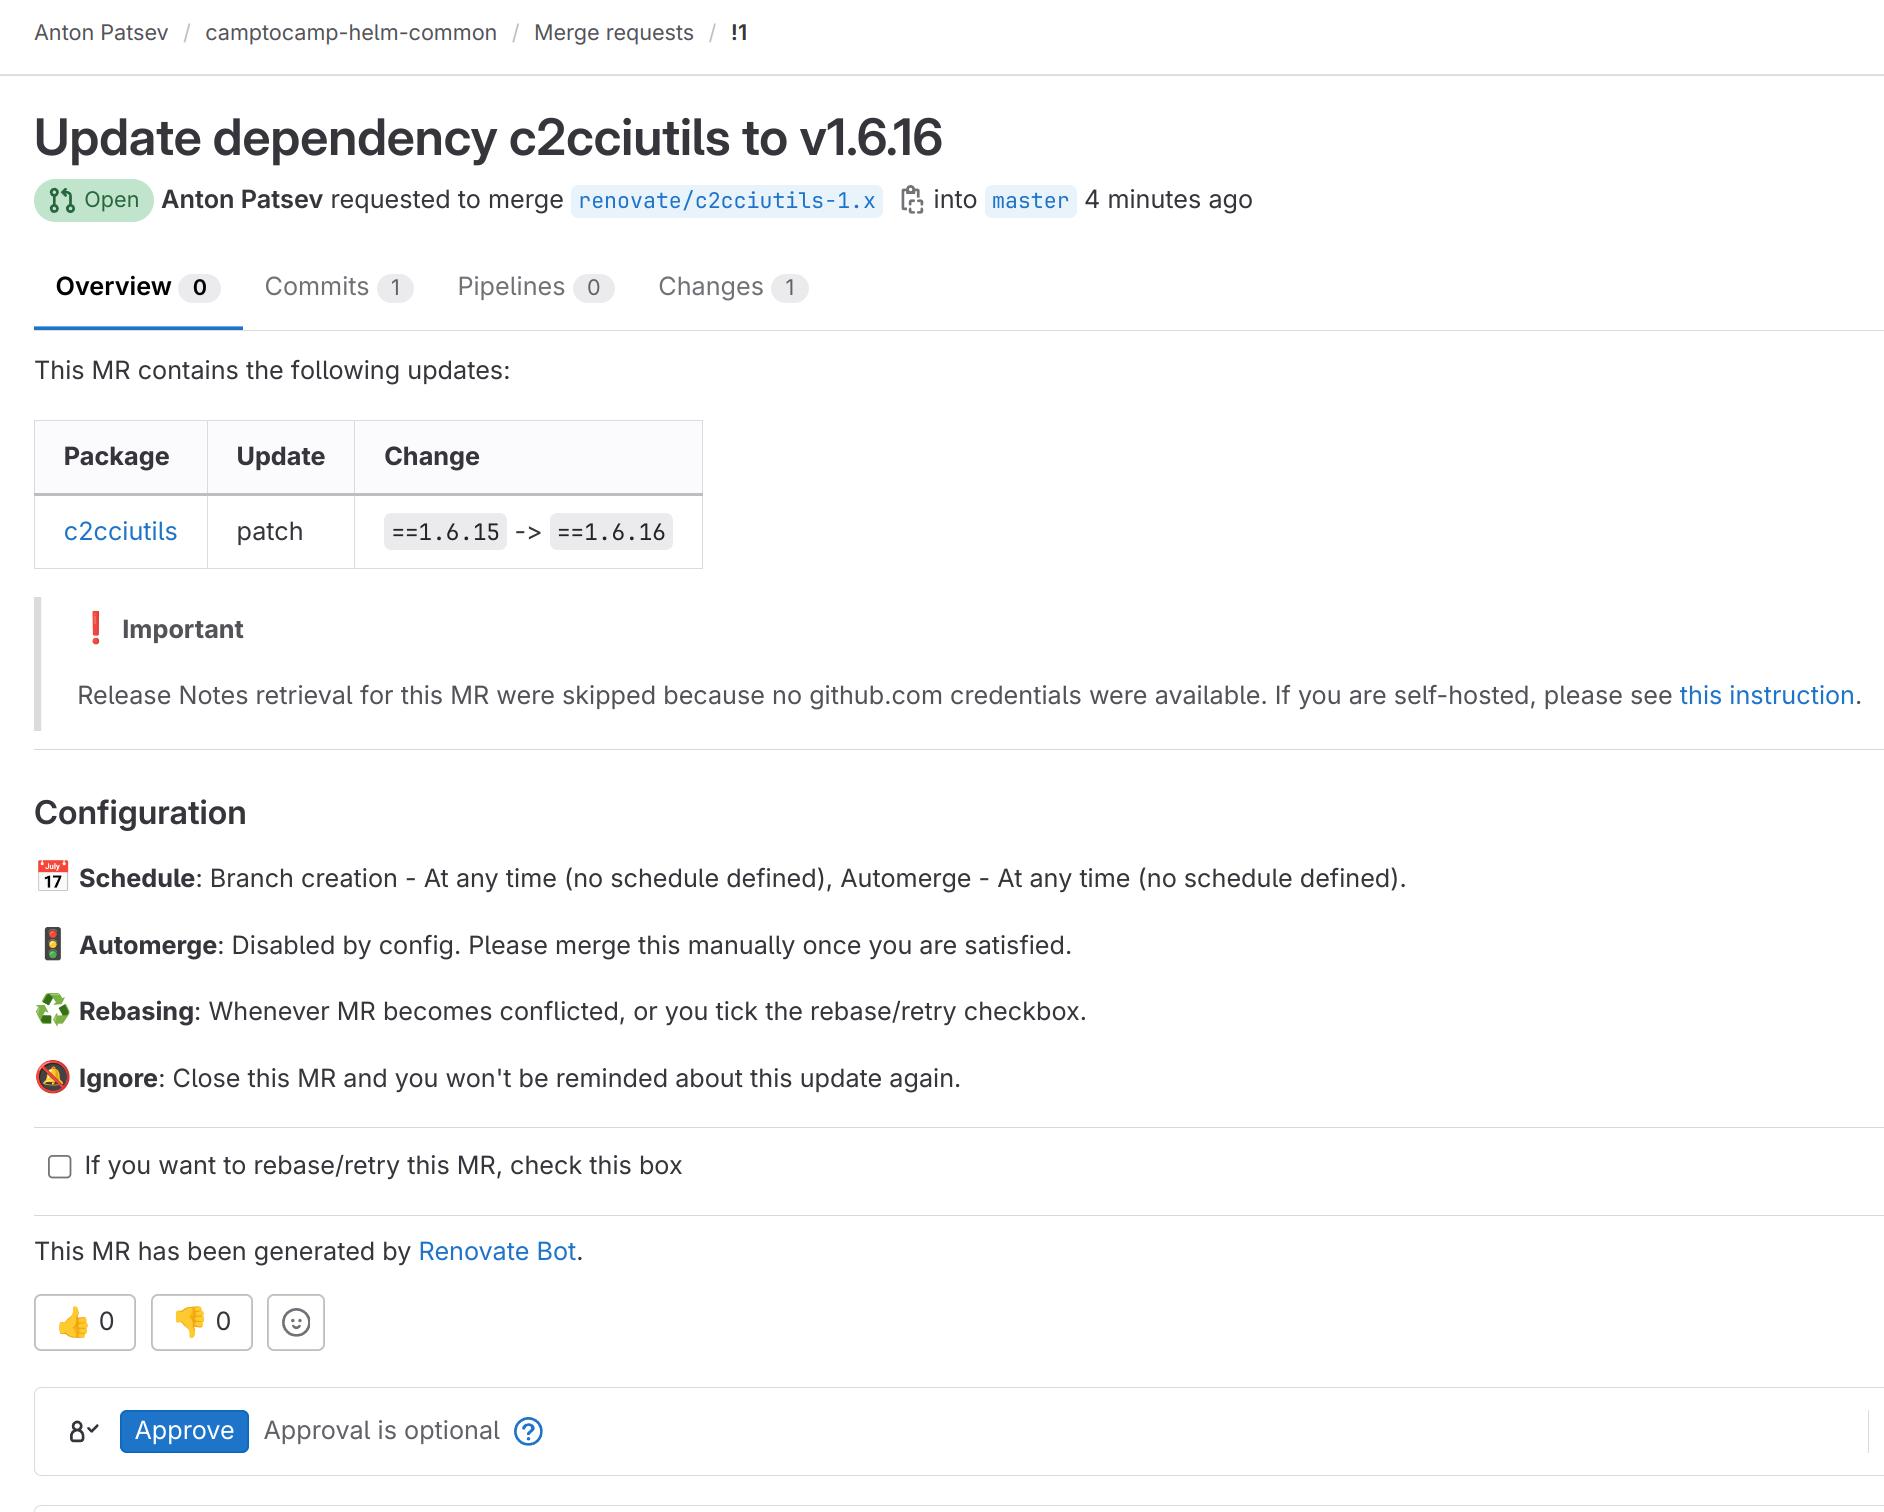 Anton Patsev / camptocamp-helm-common / Merge requests / !1
Update dependency c2cciutils to v1.6.16
Open Anton Patsev requested to merge renovate/c2cciutils-1.x into master 4 minutes ago
Overview 0 Commits 1 Pipelines 0 Changes 1
This MR contains the following updates:
Package Update Change
c2cciutils patch ==1.6.15 -> ==1.6.16
❗ Important
Release Notes retrieval for this MR were skipped because no github.com credentials were available. If you are self-hosted, please see this instruction.
Configuration
📅 Schedule: Branch creation - At any time (no schedule defined), Automerge - At any time (no schedule defined).
🚦 Automerge: Disabled by config. Please merge this manually once you are satisfied.
♻ Rebasing: Whenever MR becomes conflicted, or you tick the rebase/retry checkbox.
🔕 Ignore: Close this MR and you won't be reminded about this update again.
If you want to rebase/retry this MR, check this box
This MR has been generated by Renovate Bot.
👍 0 👎 0
Approve Approval is optional ?